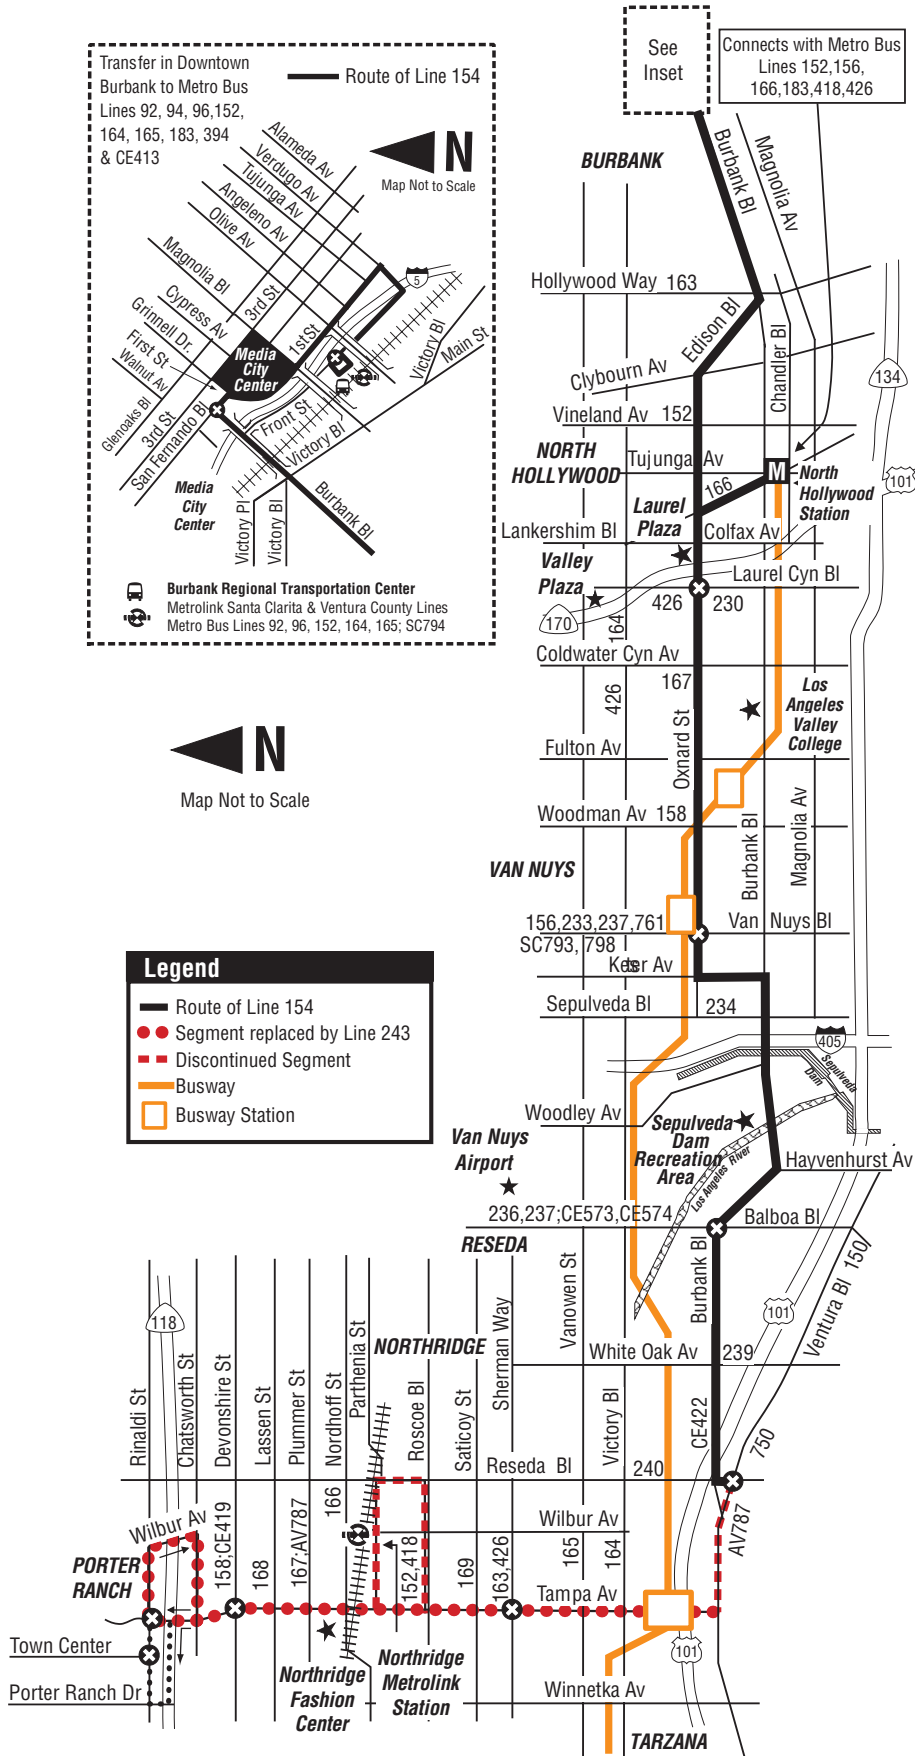 See
Inset
Connects with Metro Bus
Lines 152,156,
166,183,418,426
Transfer in Downtown
Burbank to Metro Bus
Lines 92, 94, 96,152,
164, 165, 183, 394
& CE413
Route of Line 154
N
Map Not to Scale
Alameda Av
Verdugo Av
Tujunga Av
Angeleno Av
Olive Av
Magnolia Bl
Cypress Av
Grinnell Dr.
First St
Walnut Av
Glenoaks Bl
3rd St
3rd St
San Fernando Bl
Media
City
Center
1stSt
5
Front St
Victory Bl
Victory Bl
Main St
Media
City
Center
Victory Pl
Victory Bl
Burbank Bl
Burbank Regional Transportation Center
Metrolink Santa Clarita & Ventura County Lines
Metro Bus Lines 92, 96, 152, 164, 165; SC794
BURBANK
Burbank Bl
Magnolia Av
Hollywood Way 163
Edison Bl
Chandler Bl
Clybourn Av
134
Vineland Av 152
NORTH
HOLLYWOOD
Tujunga Av
M
166
North
Hollywood
Station
101
Laurel
Plaza
Lankershim Bl
Colfax Av
Valley
Plaza
Laurel Cyn Bl
426
230
170
164
Coldwater Cyn Av
167
426
Los
Angeles
Valley
College
Oxnard St
Fulton Av
Woodman Av 158
Burbank Bl
Magnolia Av
VAN NUYS
156,233,237,761
Van Nuys Bl
SC793, 798
Kester Av
Sepulveda Bl
234
405
Sepulveda
Dam
N
Map Not to Scale
Legend
Route of Line 154
Segment replaced by Line 243
Discontinued Segment
Busway
Busway Station
Woodley Av
Van Nuys
Airport
Sepulveda
Dam
Recreation
Area
Los Angeles River
Hayvenhurst Av
236,237;CE573,CE574
Balboa Bl
RESEDA
Burbank Bl
Ventura Bl 150
101
118
NORTHRIDGE
Rinaldi St
Chatsworth St
Devonshire St
Lassen St
Plummer St
Nordhoff St
Parthenia St
Roscoe Bl
Saticoy St
Sherman Way
Vanowen St
Victory Bl
White Oak Av
239
CE422
750
Reseda Bl
240
Wilbur Av
Wilbur Av
PORTER
RANCH
158;CE419
168
167;AV787
166
152,418
169
163,426
165
164
AV787
Tampa Av
101
Town Center
Porter Ranch Dr
Northridge
Fashion
Center
Northridge
Metrolink
Station
Winnetka Av
TARZANA